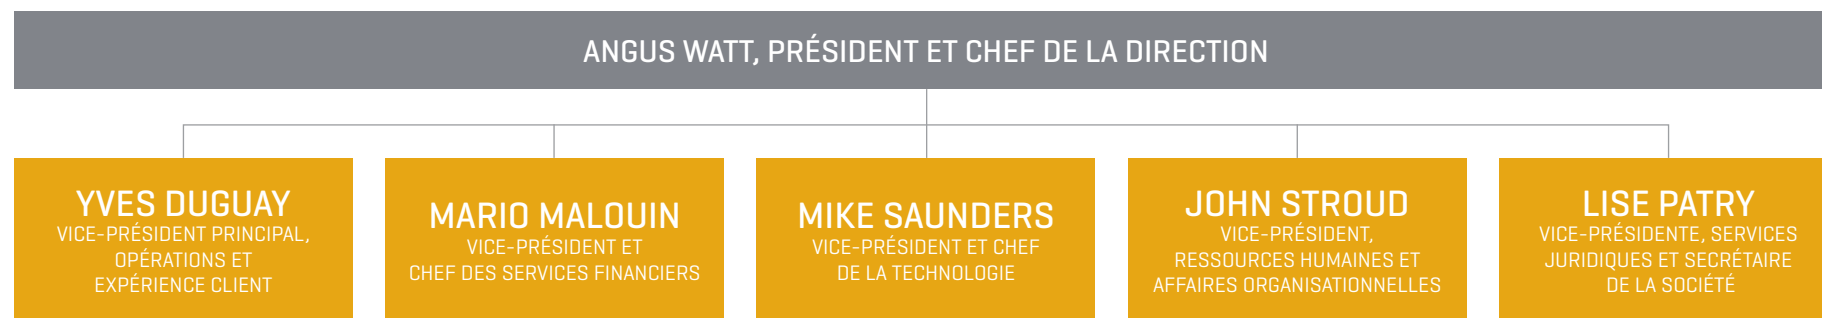 ANGUS WATT, PRÉSIDENT ET CHEF DE LA DIRECTION
YVES DUGUAY
VICE-PRÉSIDENT PRINCIPAL,
OPÉRATIONS ET
EXPÉRIENCE CLIENT
MARIO MALOUIN
VICE-PRÉSIDENT ET
CHEF DES SERVICES FINANCIERS
MIKE SAUNDERS
VICE-PRÉSIDENT ET CHEF
DE LA TECHNOLOGIE
JOHN STROUD
VICE-PRÉSIDENT,
RESSOURCES HUMAINES ET
AFFAIRES ORGANISATIONNELLES
LISE PATRY
VICE-PRÉSIDENTE, SERVICES
JURIDIQUES ET SECRÉTAIRE
DE LA SOCIÉTÉ